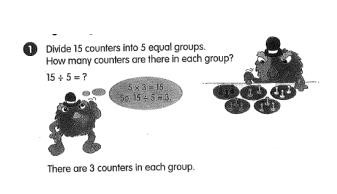 1 Divide 15 counters into 5 equal groups.
How many counters are there in each group?
15 ÷ 5 = ?
5 × 3 = 15
So, 15 ÷ 5 = 3.
There are 3 counters in each group.